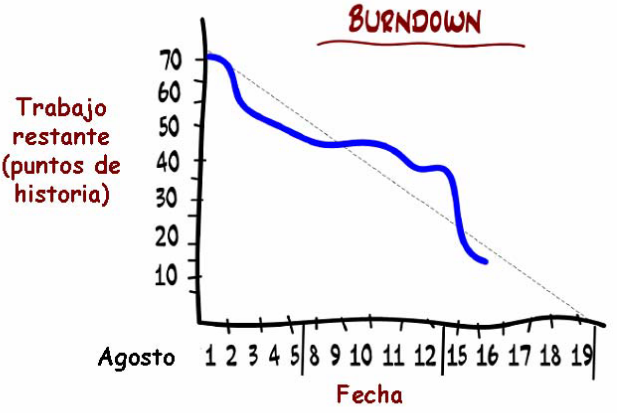 BURNDOWN
Trabajo
restante
(puntos de
historia)
70
60
50
40
30
20
10
Agosto 1 2 3 4 5 8 9 10 11 12 15 16 17 18 19
Fecha